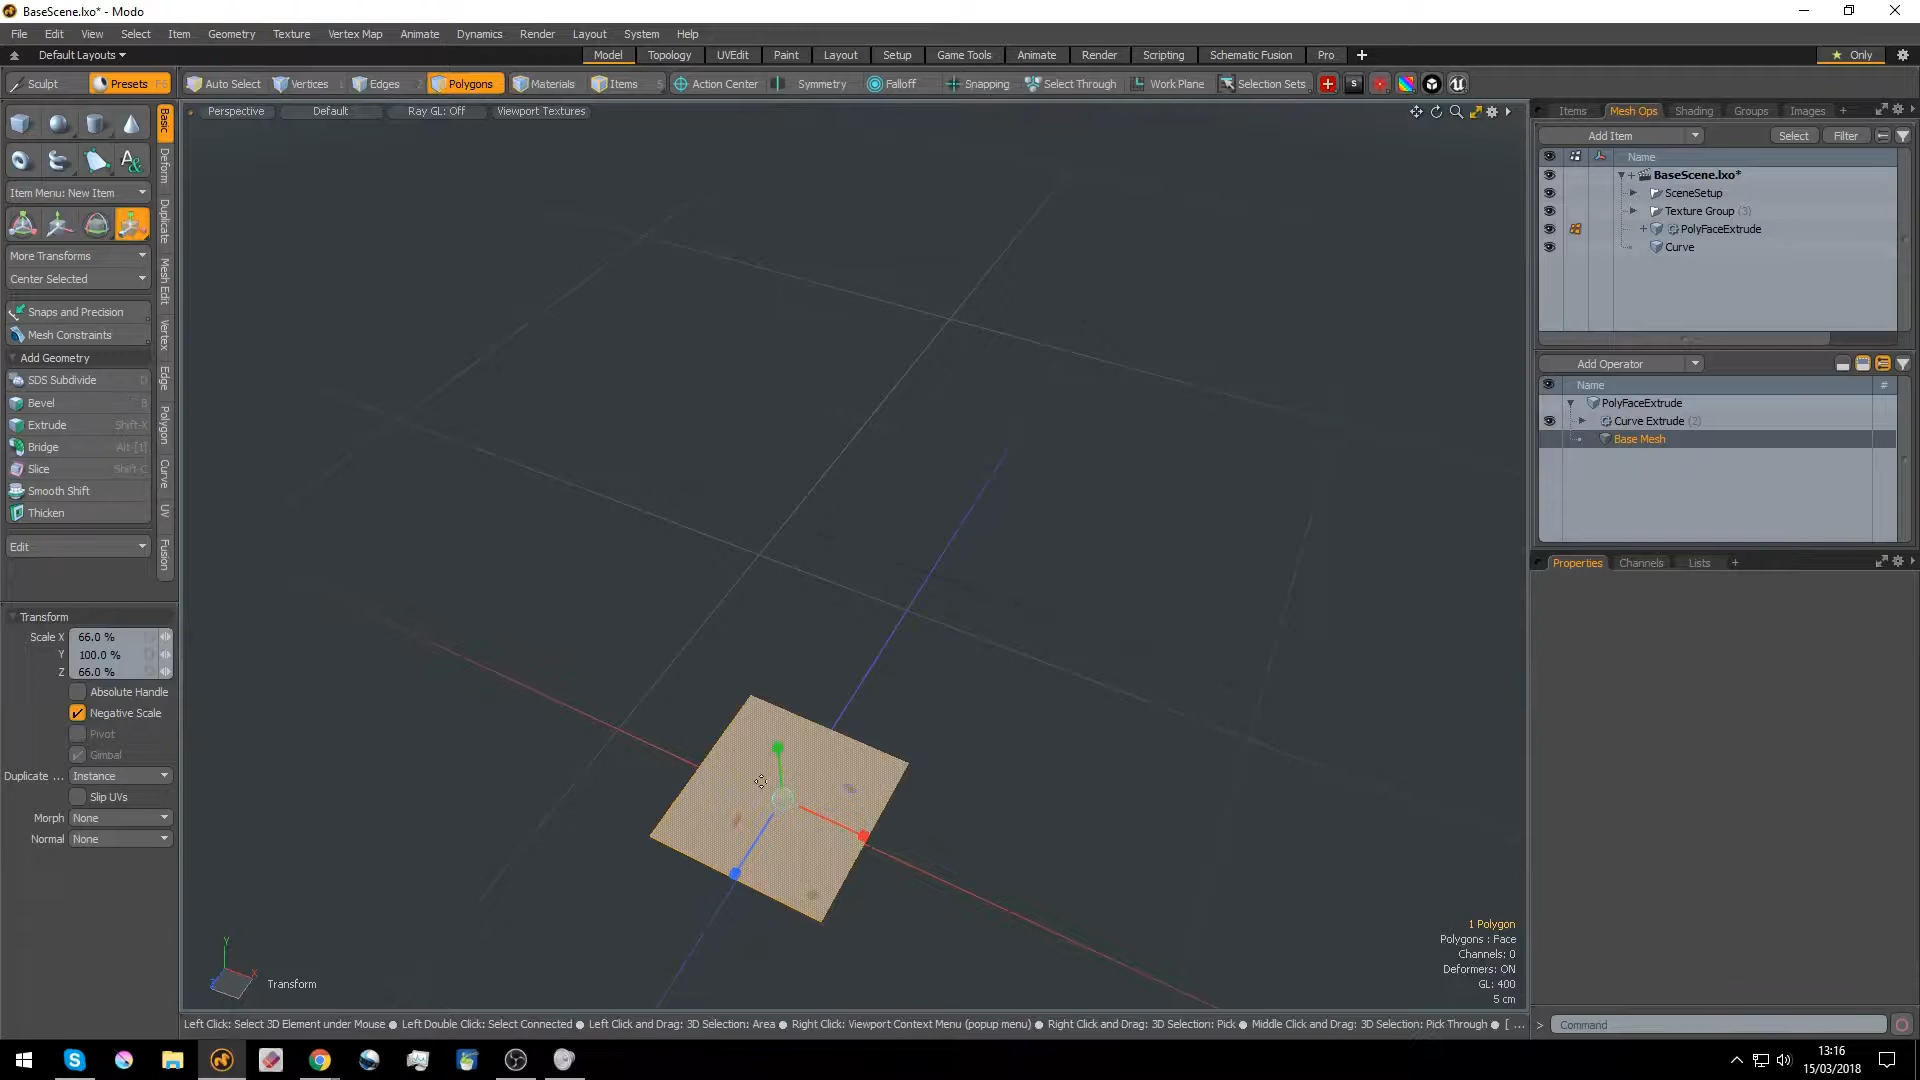 BaseScene.lxo* - Modo
File Edit View Select Item Geometry Texture Vertex Map Animate Dynamics Render Layout System Help
Default Layouts Model Topology UVEdit Paint Layout Setup Game Tools Animate Render Scripting Schematic Fusion Pro Only
Sculpt Presets F6 Auto Select Vertices 1 Edges 2 Polygons Materials Items 5 Action Center Symmetry Falloff Snapping Select Through Work Plane Selection Sets
Perspective Default Ray GL: Off Viewport Textures
Basic
Deform
Duplicate
Mesh Edit
Vertex
Edge
Polygon
Curve
UV
Fusion
Item Menu: New Item
More Transforms
Center Selected
Snaps and Precision
Mesh Constraints
Add Geometry
SDS Subdivide D
Bevel B
Extrude Shift-X
Bridge Alt-[1]
Slice Shift-C
Smooth Shift
Thicken
Edit
Transform
Scale X 66.0 %
Y 100.0 %
Z 66.0 %
Absolute Handle
Negative Scale
Pivot
Gimbal
Duplicate ... Instance
Slip UVs
Morph None
Normal None
Y
X
Z
Transform
1 Polygon
Polygons : Face
Channels: 0
Deformers: ON
GL: 400
5 cm
Left Click: Select 3D Element under Mouse ● Left Double Click: Select Connected ● Left Click and Drag: 3D Selection: Area ● Right Click: Viewport Context Menu (popup menu) ● Right Click and Drag: 3D Selection: Pick ● Middle Click and Drag: 3D Selection: Pick Through ● [ ...
Items Mesh Ops Shading Groups Images +
Add Item Select Filter
Name
BaseScene.lxo*
SceneSetup
Texture Group (3)
PolyFaceExtrude
Curve
Add Operator
Name #
PolyFaceExtrude
Curve Extrude (2)
Base Mesh
Properties Channels Lists +
> Command
13:16
15/03/2018